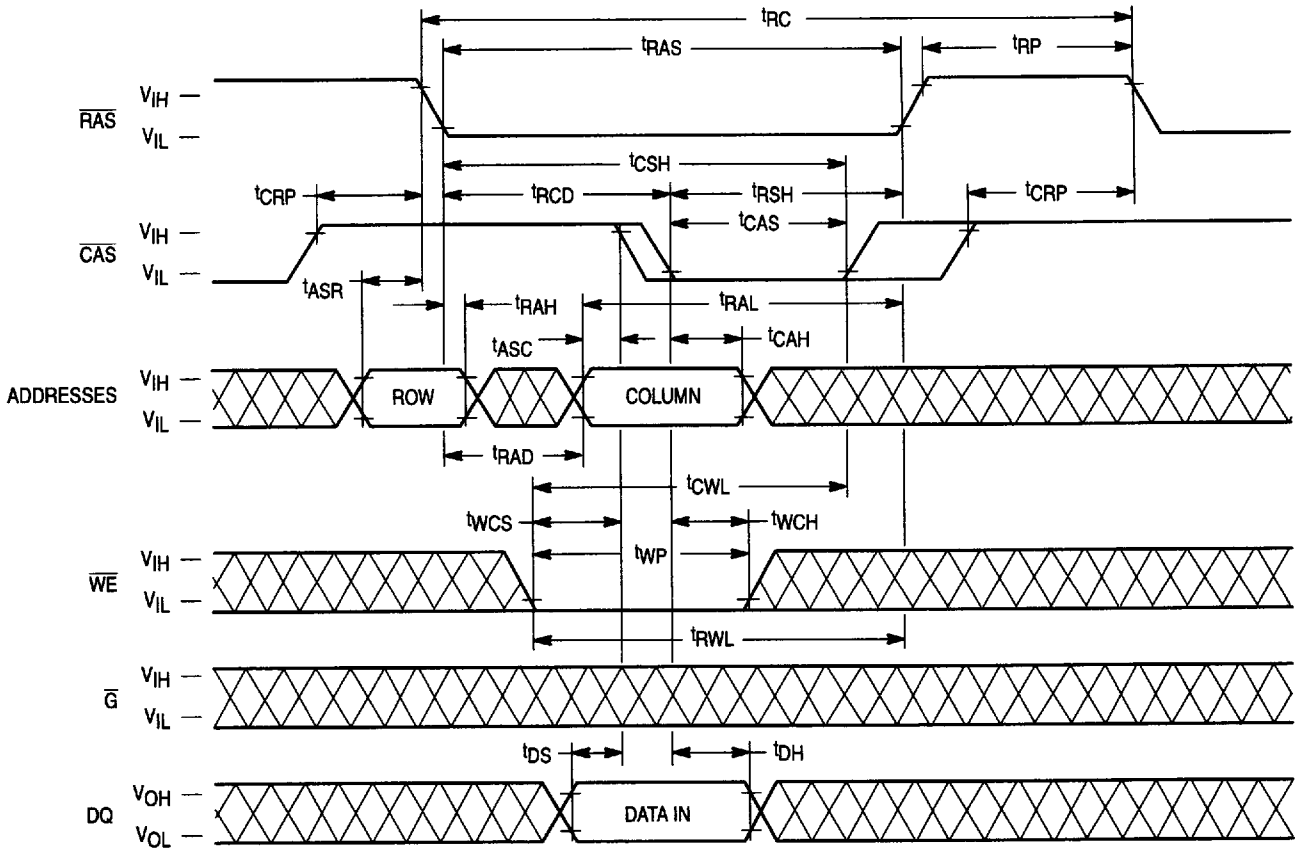 tRC
tRAS
tRP
RAS
VIH
VIL
tCSH
tCRP
tRCD
tRSH
tCRP
tCAS
CAS
VIH
VIL
tASR
tRAH
tRAL
tASC
tCAH
ADDRESSES
VIH
VIL
ROW
COLUMN
tRAD
tCWL
tWCS
tWCH
tWP
WE
VIH
VIL
tRWL
G
VIH
VIL
tDS
tDH
DQ
VOH
VOL
DATA IN